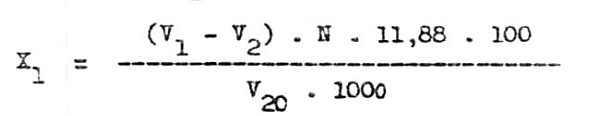 (V₁ - V₂) . N . 11,88 . 100
X₁ = ------------------------------
V₂₀ . 1000